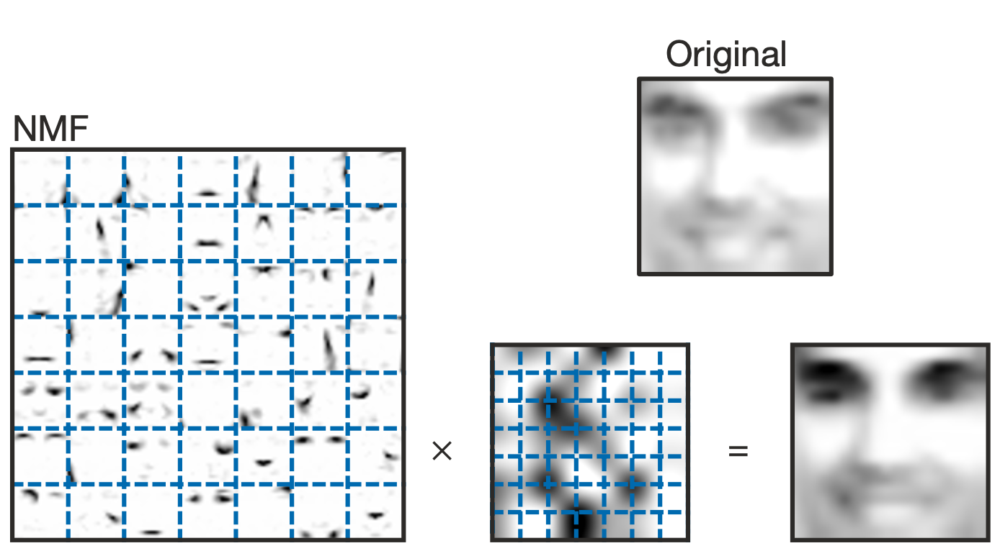 Original
NMF
×
=